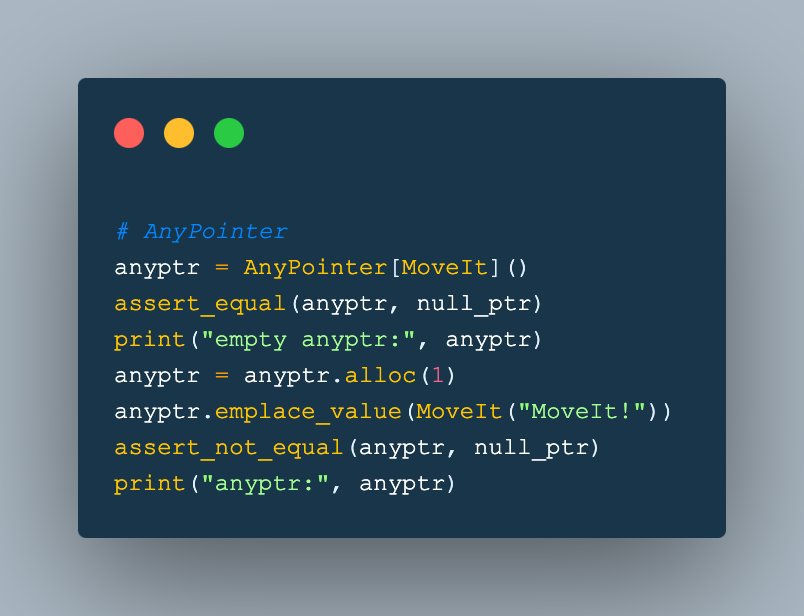 # AnyPointer
anyptr = AnyPointer[MoveIt]()
assert_equal(anyptr, null_ptr)
print("empty anyptr:", anyptr)
anyptr = anyptr.alloc(1)
anyptr.emplace_value(MoveIt("MoveIt!"))
assert_not_equal(anyptr, null_ptr)
print("anyptr:", anyptr)